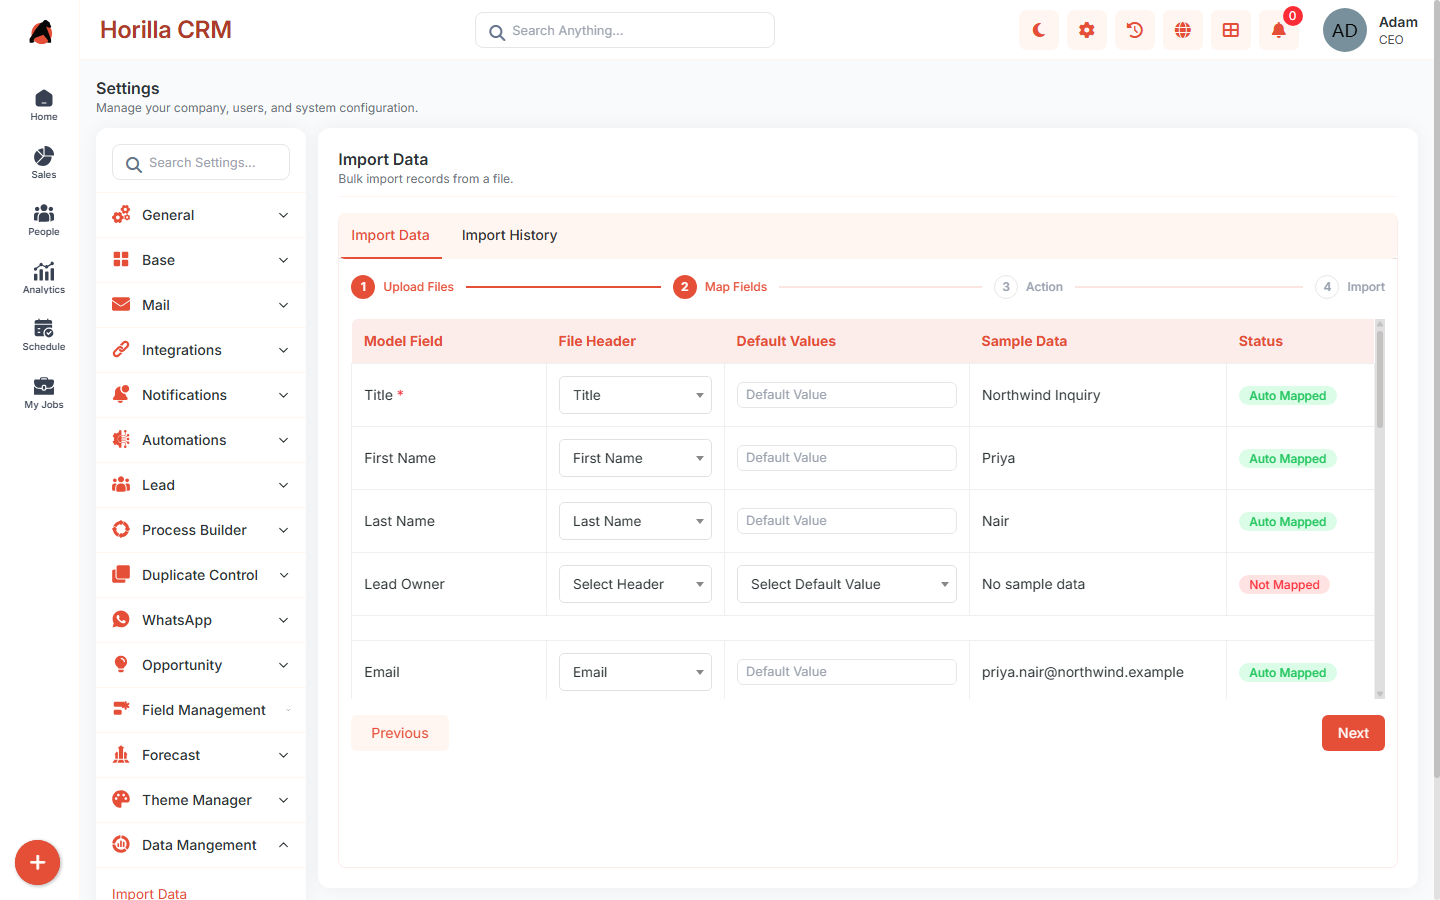 Horilla CRM
Search Anything...
0
AD
Adam
CEO
Home
Sales
People
Analytics
Schedule
My Jobs
Settings
Manage your company, users, and system configuration.
Search Settings...
General
Base
Mail
Integrations
Notifications
Automations
Lead
Process Builder
Duplicate Control
WhatsApp
Opportunity
Field Management
Forecast
Theme Manager
Data Mangement
Import Data
Import Data
Bulk import records from a file.
Import Data Import History
1 Upload Files 2 Map Fields 3 Action 4 Import
Model Field File Header Default Values Sample Data Status
Title * Title Default Value Northwind Inquiry Auto Mapped
First Name First Name Default Value Priya Auto Mapped
Last Name Last Name Default Value Nair Auto Mapped
Lead Owner Select Header Select Default Value No sample data Not Mapped
Email Email Default Value priya.nair@northwind.example Auto Mapped
Previous Next